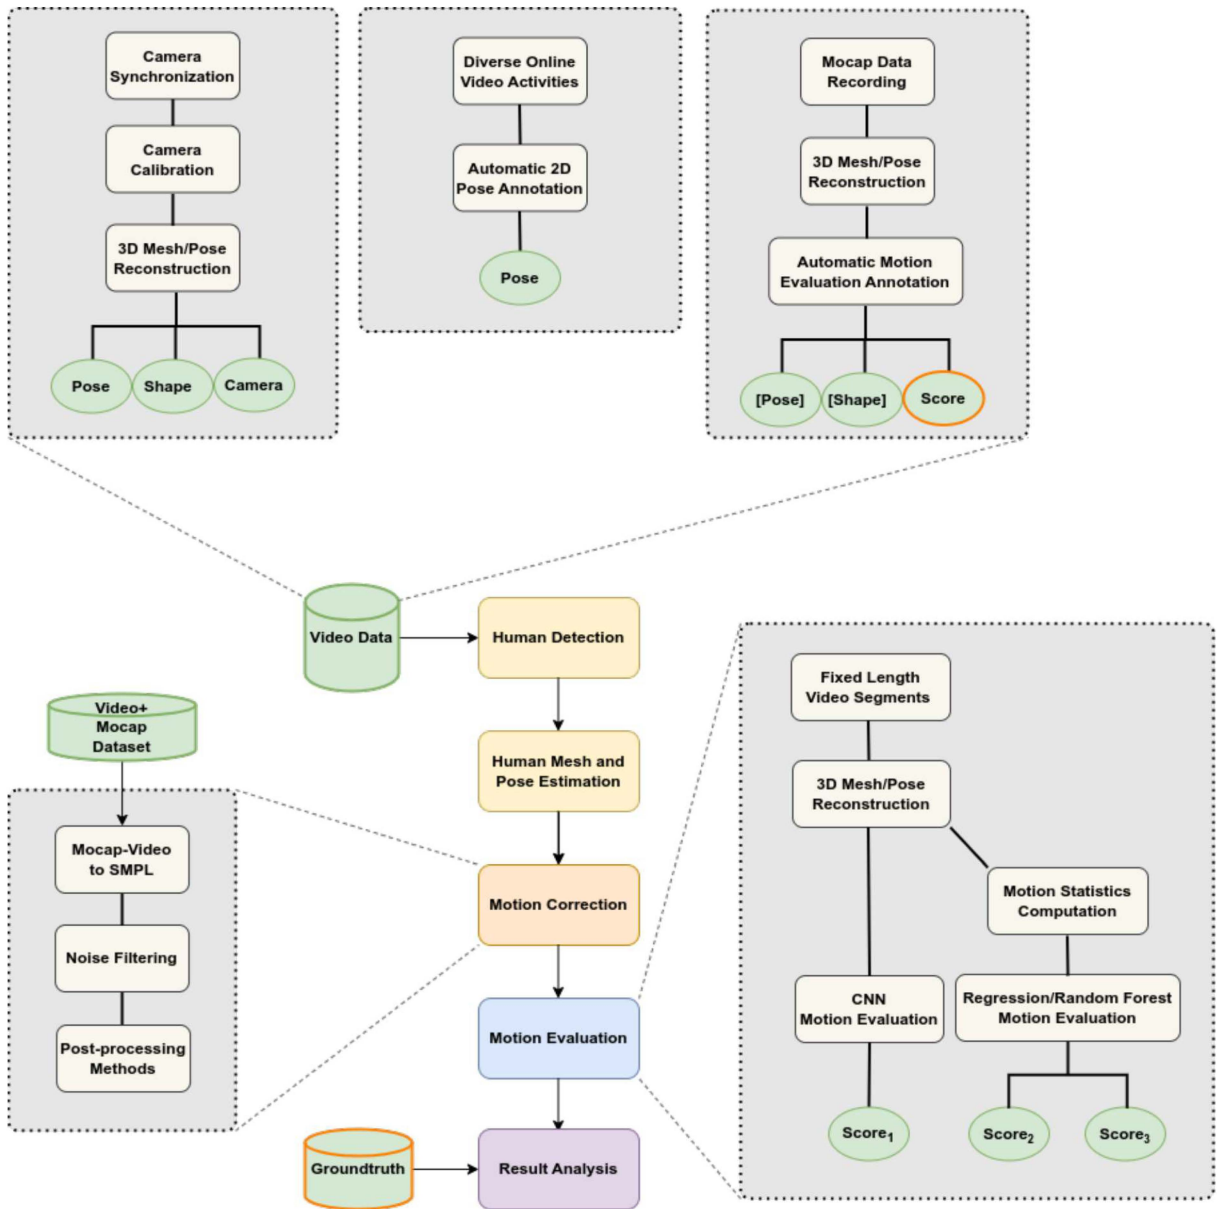 Camera
Synchronization
Camera
Calibration
3D Mesh/Pose
Reconstruction
Pose
Shape
Camera
Diverse Online
Video Activities
Automatic 2D
Pose Annotation
Pose
Mocap Data
Recording
3D Mesh/Pose
Reconstruction
Automatic Motion
Evaluation Annotation
[Pose]
[Shape]
Score
Video Data
Human Detection
Human Mesh and
Pose Estimation
Motion Correction
Motion Evaluation
Groundtruth
Result Analysis
Video+
Mocap
Dataset
Mocap-Video
to SMPL
Noise Filtering
Post-processing
Methods
Fixed Length
Video Segments
3D Mesh/Pose
Reconstruction
Motion Statistics
Computation
CNN
Motion Evaluation
Regression/Random Forest
Motion Evaluation
Score1
Score2
Score3